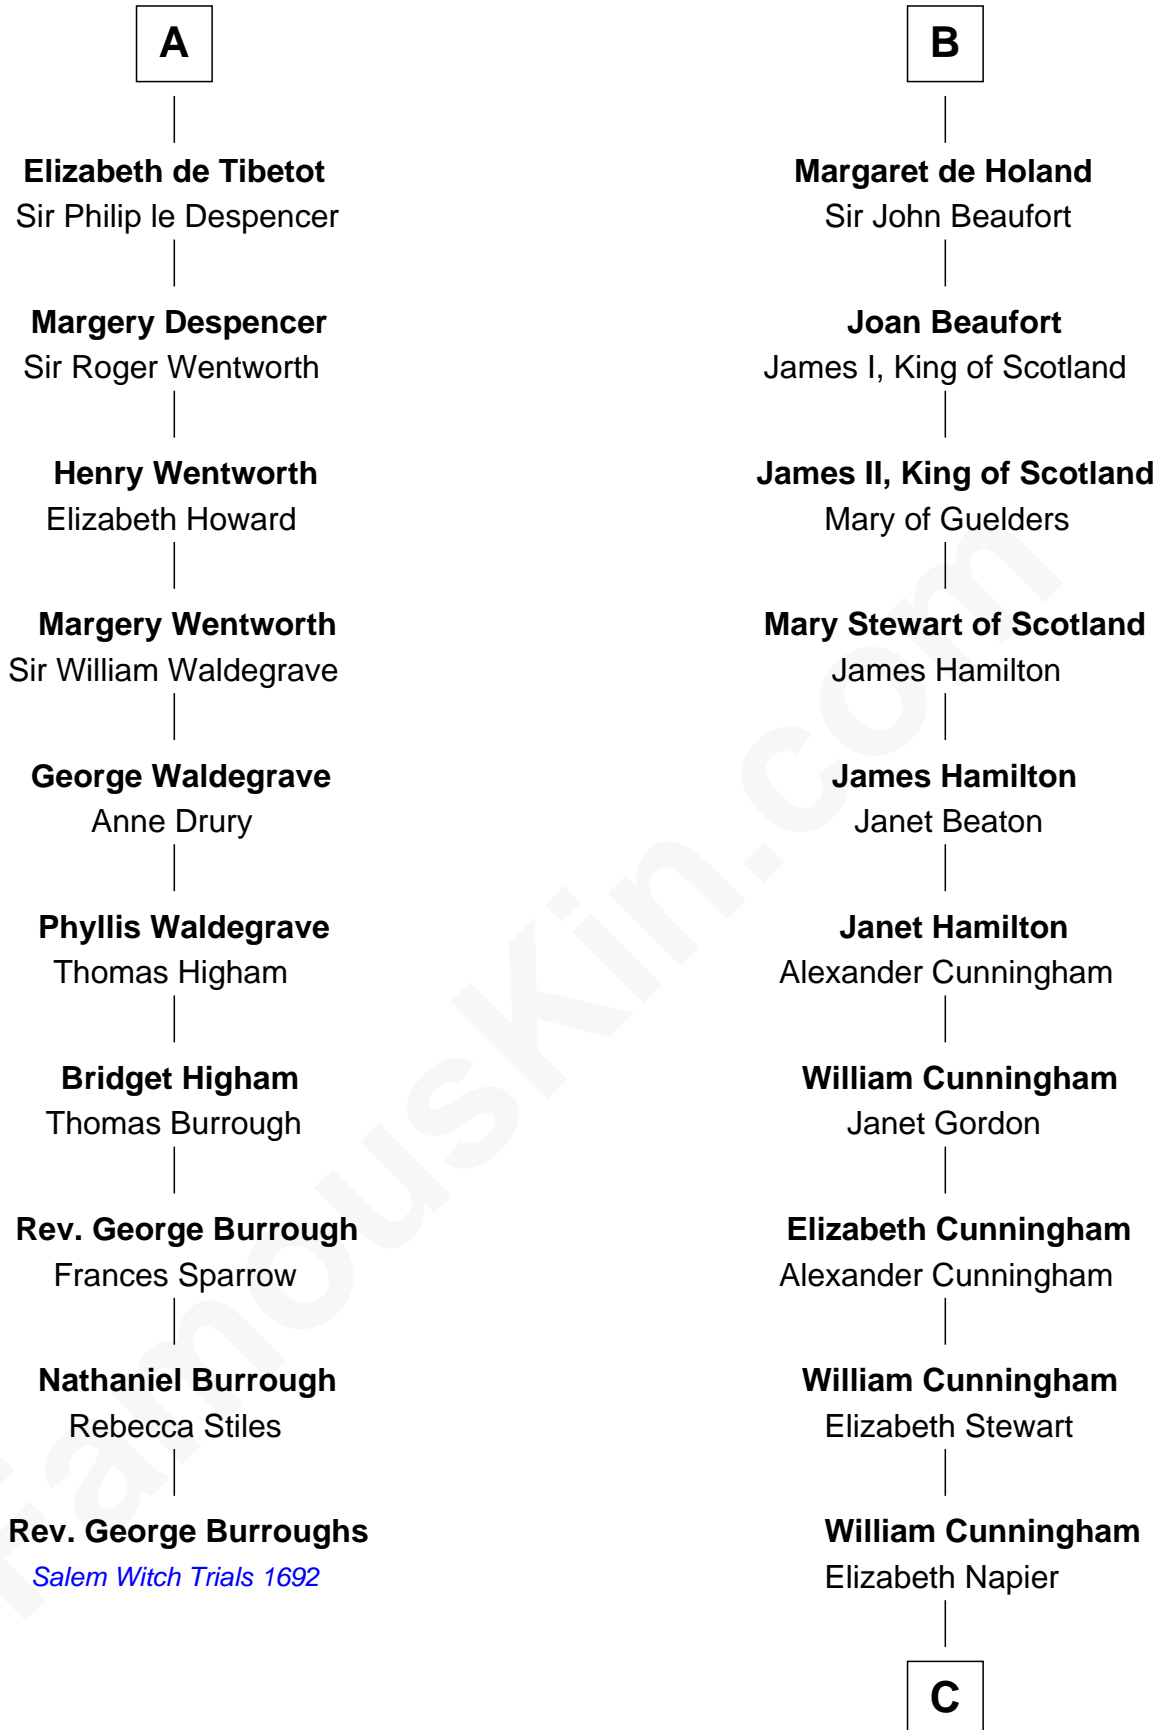 A
Elizabeth de Tibetot
Sir Philip le Despencer
Margery Despencer
Sir Roger Wentworth
Henry Wentworth
Elizabeth Howard
Margery Wentworth
Sir William Waldegrave
George Waldegrave
Anne Drury
Phyllis Waldegrave
Thomas Higham
Bridget Higham
Thomas Burrough
Rev. George Burrough
Frances Sparrow
Nathaniel Burrough
Rebecca Stiles
Rev. George Burroughs
Salem Witch Trials 1692
B
Margaret de Holand
Sir John Beaufort
Joan Beaufort
James I, King of Scotland
James II, King of Scotland
Mary of Guelders
Mary Stewart of Scotland
James Hamilton
James Hamilton
Janet Beaton
Janet Hamilton
Alexander Cunningham
William Cunningham
Janet Gordon
Elizabeth Cunningham
Alexander Cunningham
William Cunningham
Elizabeth Stewart
William Cunningham
Elizabeth Napier
C
FamousKin.com